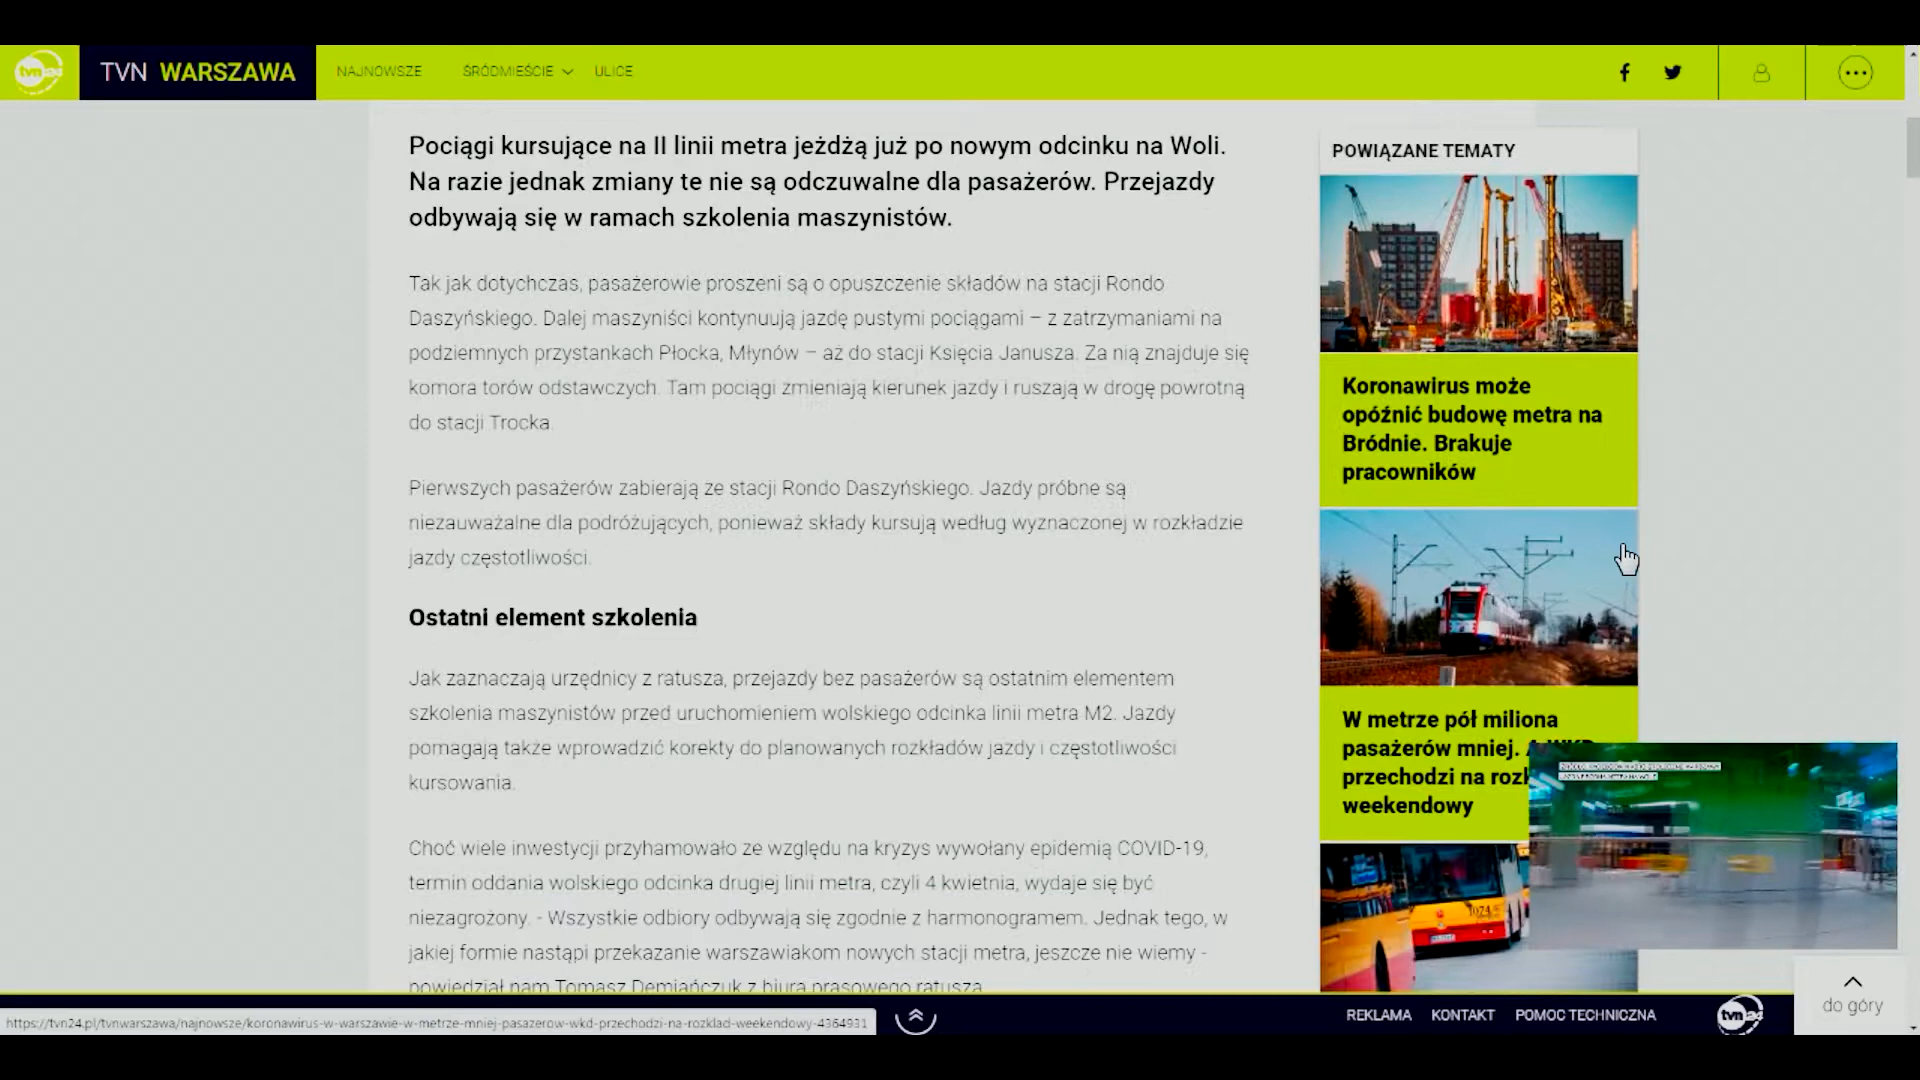 tvn24
TVN WARSZAWA
NAJNOWSZE
ŚRÓDMIEŚCIE
ULICE
Pociągi kursujące na II linii metra jeżdżą już po nowym odcinku na Woli.
Na razie jednak zmiany te nie są odczuwalne dla pasażerów. Przejazdy
odbywają się w ramach szkolenia maszynistów.
Tak jak dotychczas, pasażerowie proszeni są o opuszczenie składów na stacji Rondo
Daszyńskiego. Dalej maszyniści kontynuują jazdę pustymi pociągami – z zatrzymaniami na
podziemnych przystankach Płocka, Młynów – aż do stacji Księcia Janusza. Za nią znajduje się
komora torów odstawczych. Tam pociągi zmieniają kierunek jazdy i ruszają w drogę powrotną
do stacji Trocka.
Pierwszych pasażerów zabierają ze stacji Rondo Daszyńskiego. Jazdy próbne są
niezauważalne dla podróżujących, ponieważ składy kursują według wyznaczonej w rozkładzie
jazdy częstotliwości.
Ostatni element szkolenia
Jak zaznaczają urzędnicy z ratusza, przejazdy bez pasażerów są ostatnim elementem
szkolenia maszynistów przed uruchomieniem wolskiego odcinka linii metra M2. Jazdy
pomagają także wprowadzić korekty do planowanych rozkładów jazdy i częstotliwości
kursowania.
Choć wiele inwestycji przyhamowało ze względu na kryzys wywołany epidemią COVID-19,
termin oddania wolskiego odcinka drugiej linii metra, czyli 4 kwietnia, wydaje się być
niezagrożony. - Wszystkie odbiory odbywają się zgodnie z harmonogramem. Jednak tego, w
jakiej formie nastąpi przekazanie warszawiakom nowych stacji metra, jeszcze nie wiemy -
powiedział nam Tomasz Demiańczuk z biura prasowego ratusza.
POWIĄZANE TEMATY
Koronawirus może
opóźnić budowę metra na
Bródnie. Brakuje
pracowników
W metrze pół miliona
pasażerów mniej. A WKD
przechodzi na rozk
weekendowy
1074
do góry
https://tvn24.pl/tvnwarszawa/najnowsze/koronawirus-w-warszawie-w-metrze-mniej-pasazerow-wkd-przechodzi-na-rozklad-weekendowy-4364931
REKLAMA
KONTAKT
POMOC TECHNICZNA
tvn24